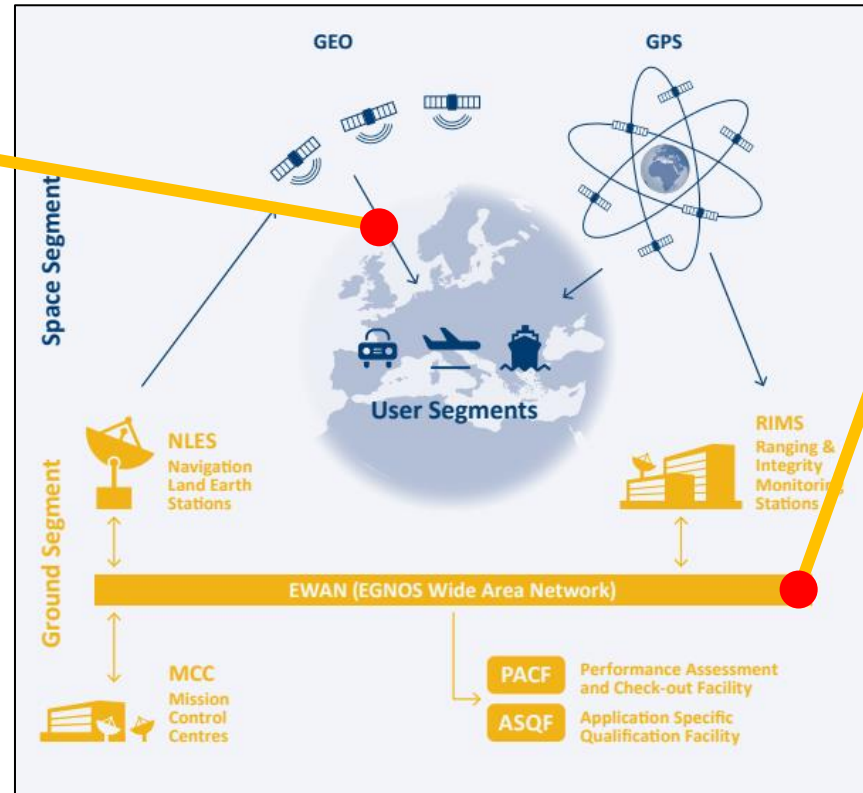 GEO
GPS
Space Segment
User Segments
NLES
Navigation
Land Earth
Stations
RIMS
Ranging &
Integrity
Monitoring
Stations
Ground Segment
EWAN (EGNOS Wide Area Network)
MCC
Mission
Control
Centres
PACF
Performance Assessment
and Check-out Facility
ASQF
Application Specific
Qualification Facility